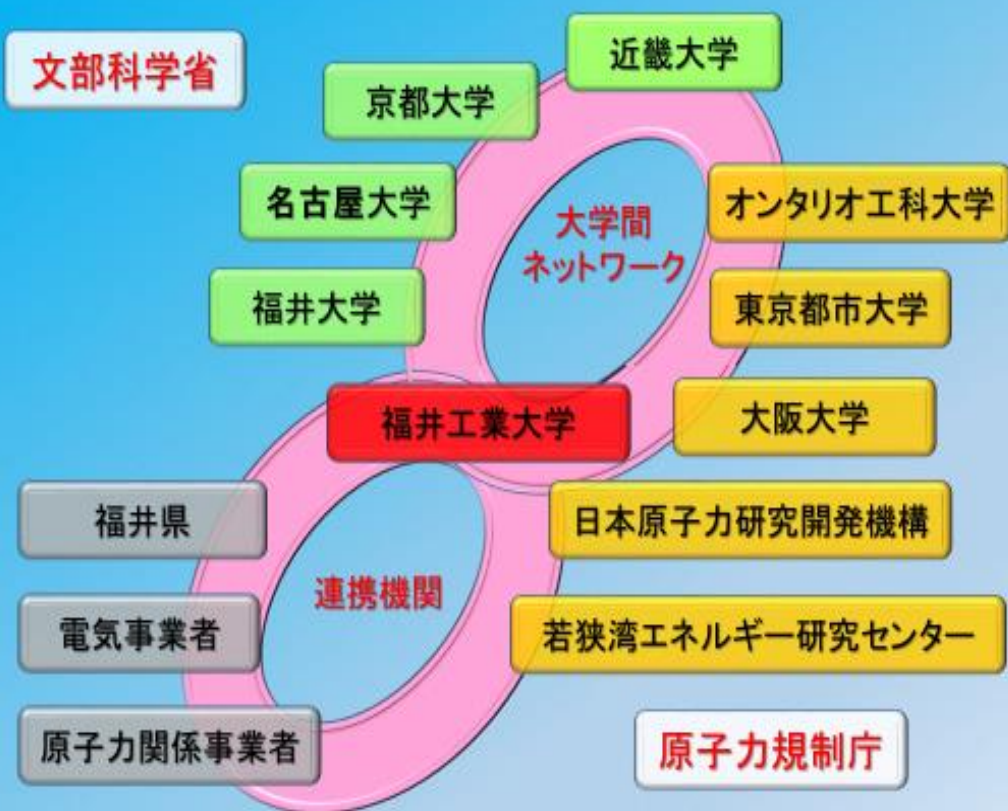 文部科学省
近畿大学
京都大学
名古屋大学
オンタリオ工科大学
大学間
ネットワーク
福井大学
東京都市大学
福井工業大学
大阪大学
福井県
日本原子力研究開発機構
連携機関
電気事業者
若狭湾エネルギー研究センター
原子力関係事業者
原子力規制庁